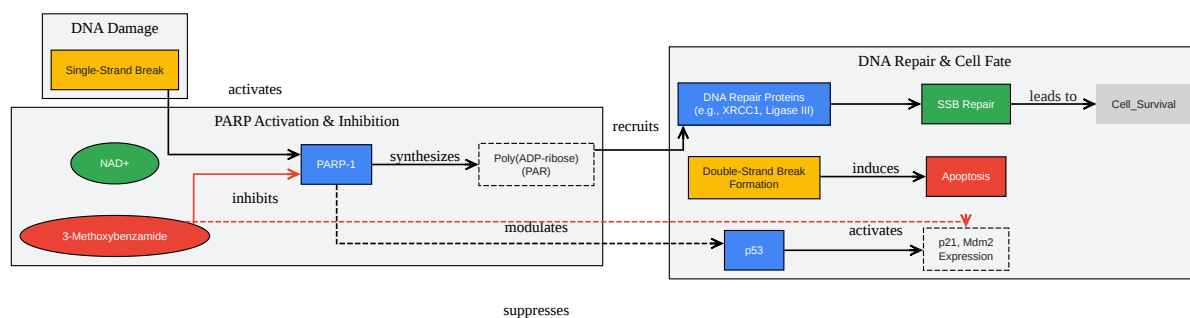 DNA Damage
Single-Strand Break
activates
PARP Activation & Inhibition
NAD+
PARP-1
synthesizes
Poly(ADP-ribose)
(PAR)
inhibits
3-Methoxybenzamide
modulates
recruits
DNA Repair & Cell Fate
DNA Repair Proteins
(e.g., XRCC1, Ligase III)
SSB Repair
leads to
Cell_Survival
Double-Strand Break
Formation
induces
Apoptosis
p53
activates
p21, Mdm2
Expression
suppresses